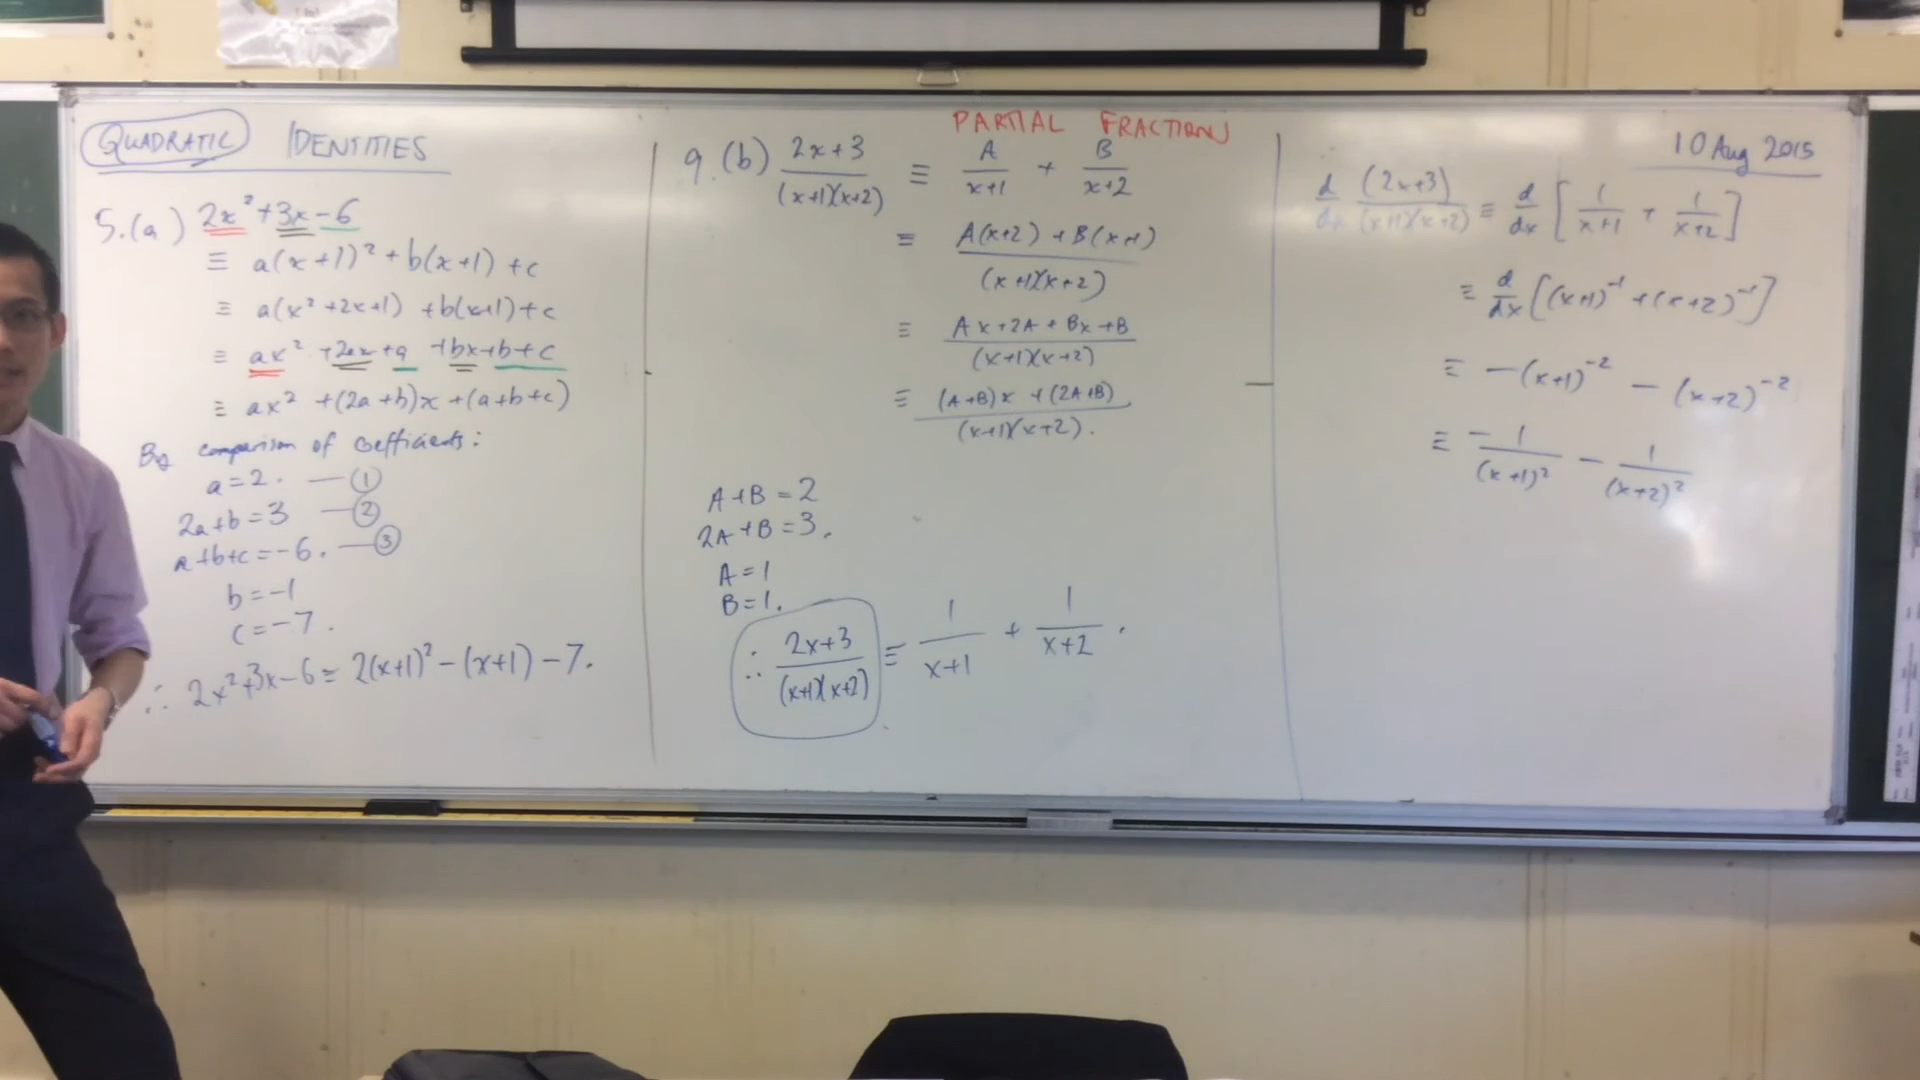 QUADRATIC IDENTITIES
5.(a) 2x² + 3x - 6
≡ a(x+1)² + b(x+1) + c
≡ a(x² + 2x + 1) + b(x+1) + c
≡ ax² + 2ax + a + bx + b + c
≡ ax² + (2a+b)x + (a+b+c)
By comparison of coefficients:
a = 2. — ①
2a+b = 3 — ②
a+b+c = -6. — ③
b = -1
c = -7.
∴ 2x²+3x-6 ≡ 2(x+1)² - (x+1) - 7.
PARTIAL FRACTIONS
9.(b) (2x+3)/((x+1)(x+2)) ≡ A/(x+1) + B/(x+2)
≡ (A(x+2) + B(x+1))/((x+1)(x+2))
≡ (Ax+2A+Bx+B)/((x+1)(x+2))
≡ ((A+B)x + (2A+B))/((x+1)(x+2)).
A+B = 2
2A+B = 3.
A = 1
B = 1.
∴ (2x+3)/((x+1)(x+2)) ≡ 1/(x+1) + 1/(x+2).
10 Aug 2015
d/dx (2x+3)/((x+1)(x+2)) ≡ d/dx [1/(x+1) + 1/(x+2)]
≡ d/dx [(x+1)⁻¹ + (x+2)⁻¹]
≡ -(x+1)⁻² - (x+2)⁻²
≡ -1/(x+1)² - 1/(x+2)²